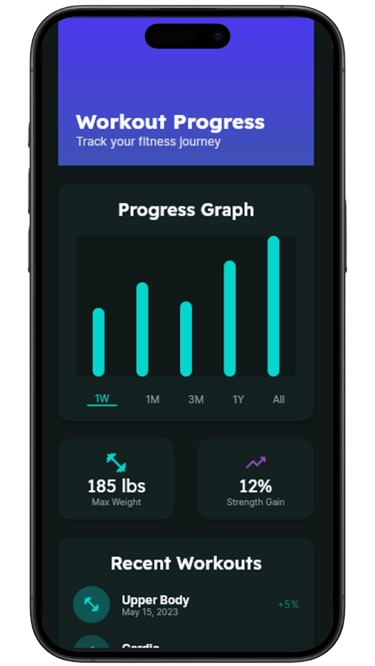 Workout Progress
Track your fitness journey
Progress Graph
1W 1M 3M 1Y All
185 lbs
Max Weight
12%
Strength Gain
Recent Workouts
Upper Body
May 15, 2023
+5%